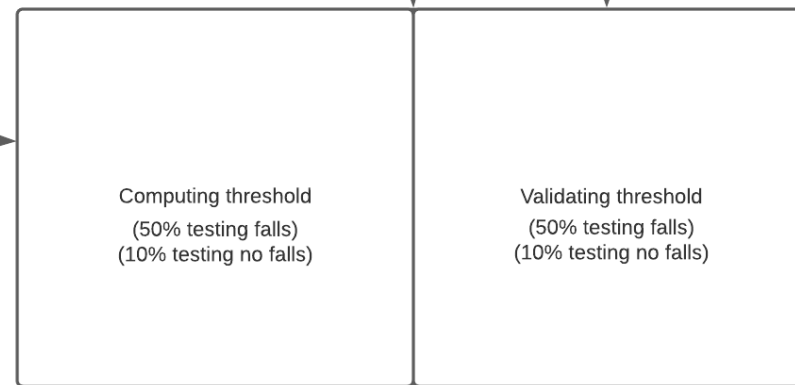 Computing threshold
(50% testing falls)
(10% testing no falls)
Validating threshold
(50% testing falls)
(10% testing no falls)